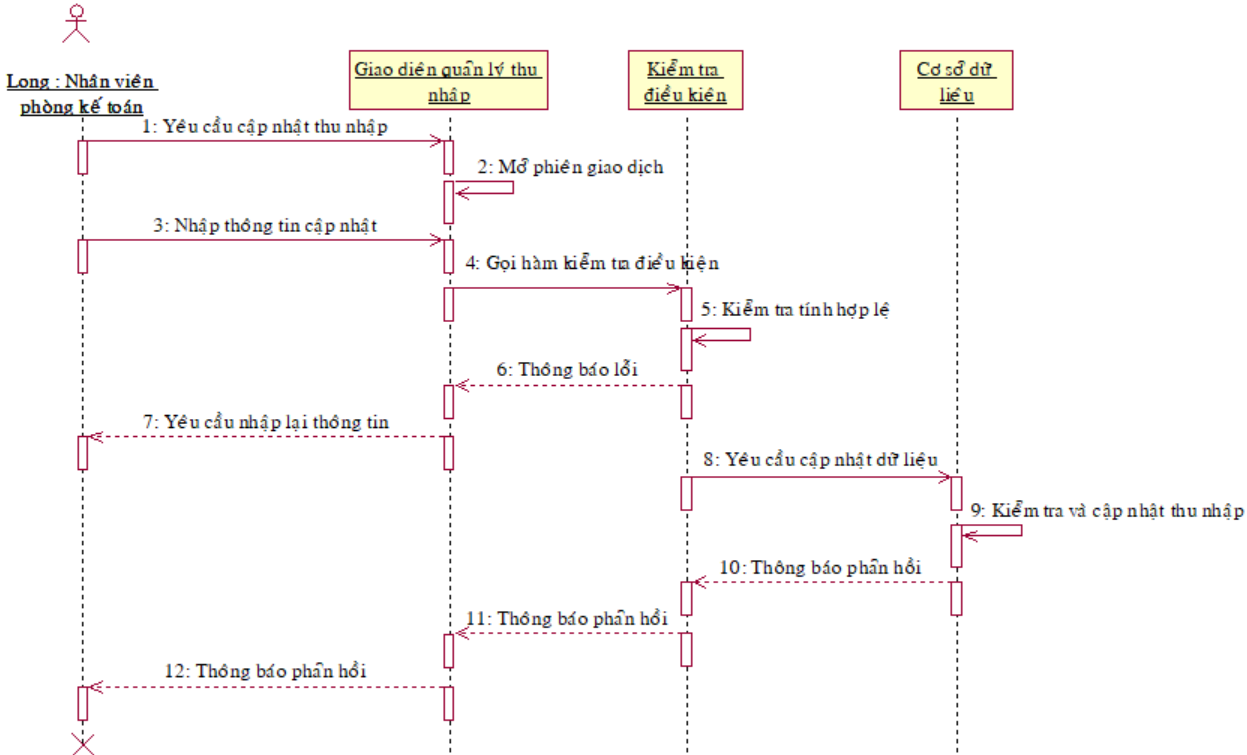 Long : Nhân viên
phòng kế toán
Giao diện quản lý thu
nhập
Kiểm tra
điều kiện
Cơ sở dữ
liệu
1: Yêu cầu cập nhật thu nhập
2: Mở phiên giao dịch
3: Nhập thông tin cập nhật
4: Gọi hàm kiểm tra điều kiện
5: Kiểm tra tính hợp lệ
6: Thông báo lỗi
7: Yêu cầu nhập lại thông tin
8: Yêu cầu cập nhật dữ liệu
9: Kiểm tra và cập nhật thu nhập
10: Thông báo phản hồi
11: Thông báo phản hồi
12: Thông báo phản hồi